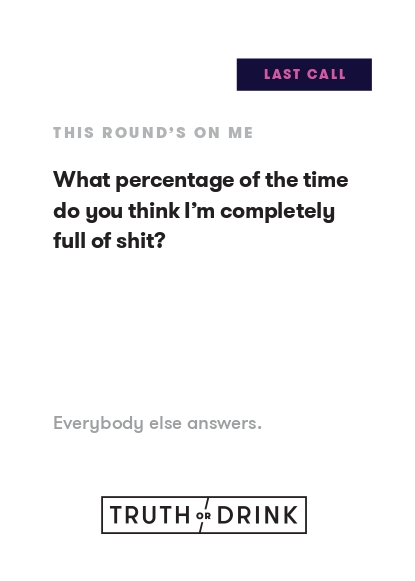 LAST CALL
THIS ROUND’S ON ME
What percentage of the time
do you think I’m completely
full of shit?
Everybody else answers.
TRUTH OR DRINK